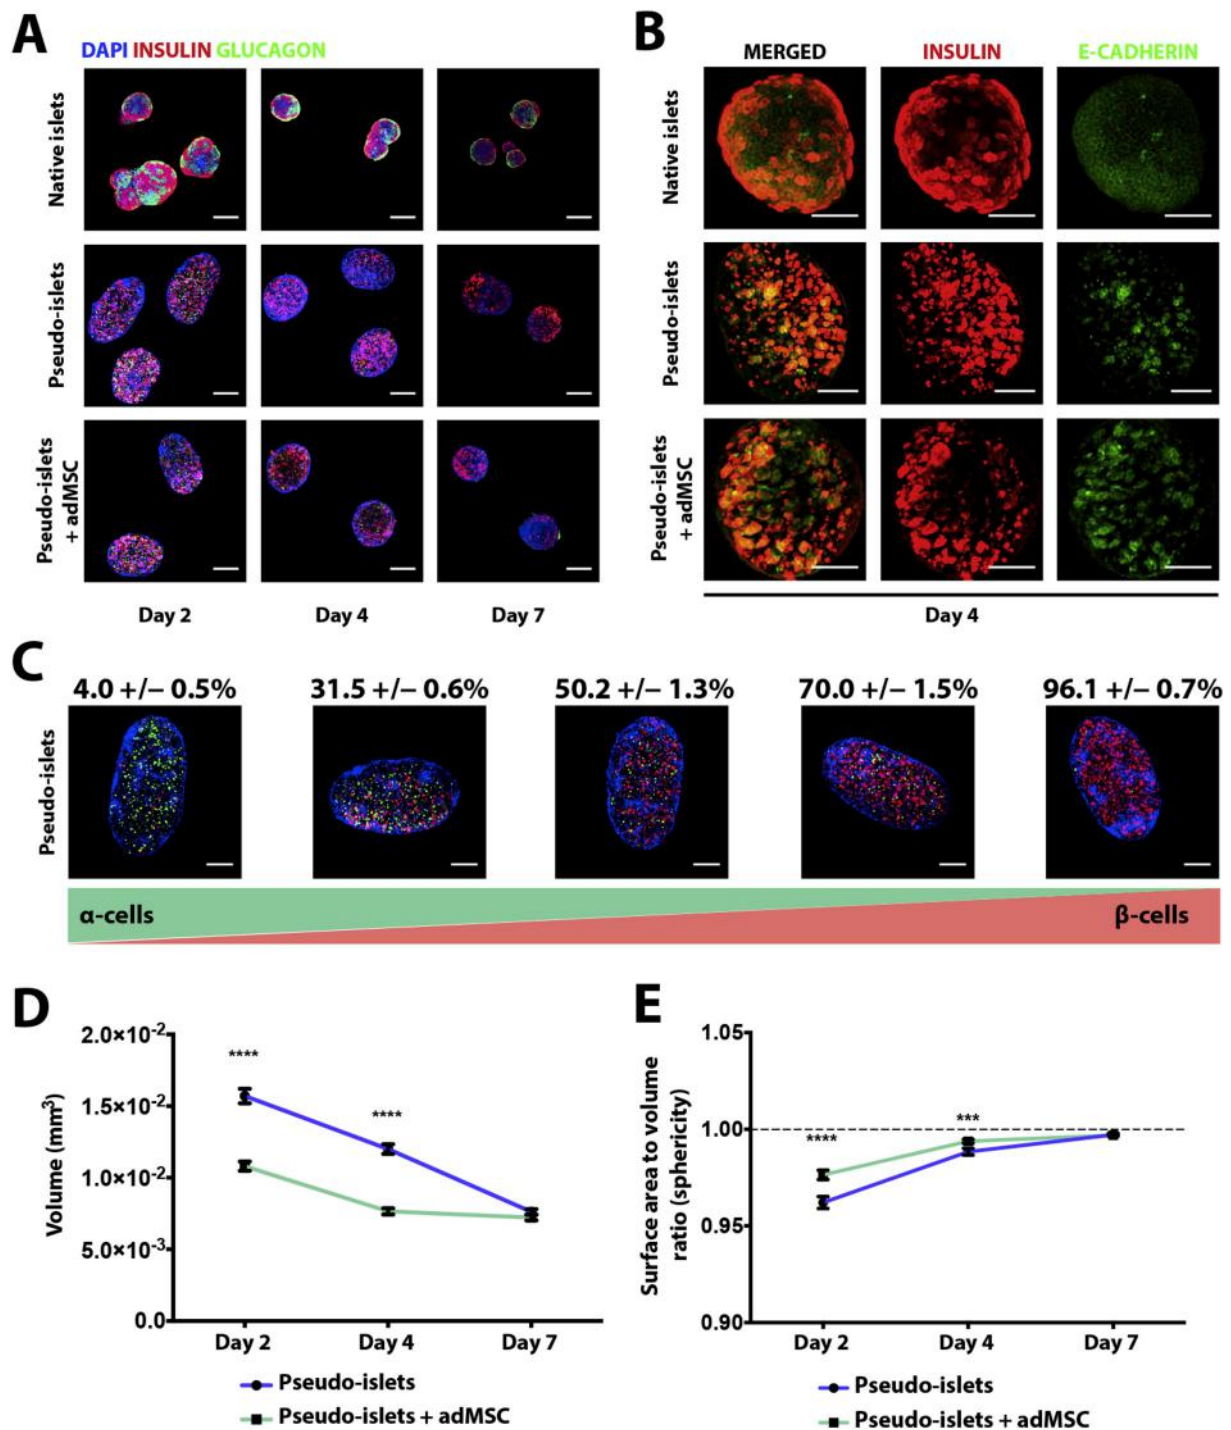 A
DAPI INSULIN GLUCAGON
Native islets
Pseudo-islets
Pseudo-islets
+ adMSC
Day 2 Day 4 Day 7
B
MERGED INSULIN E-CADHERIN
Native islets
Pseudo-islets
Pseudo-islets
+ adMSC
Day 4
C
4.0 +/− 0.5% 31.5 +/− 0.6% 50.2 +/− 1.3% 70.0 +/− 1.5% 96.1 +/− 0.7%
Pseudo-islets
α-cells β-cells
D
Volume (mm³)
2.0×10⁻²
1.5×10⁻²
1.0×10⁻²
5.0×10⁻³
0.0
****
****
Day 2 Day 4 Day 7
Pseudo-islets
Pseudo-islets + adMSC
E
Surface area to volume
ratio (sphericity)
1.05
1.00
0.95
0.90
****
***
Day 2 Day 4 Day 7
Pseudo-islets
Pseudo-islets + adMSC